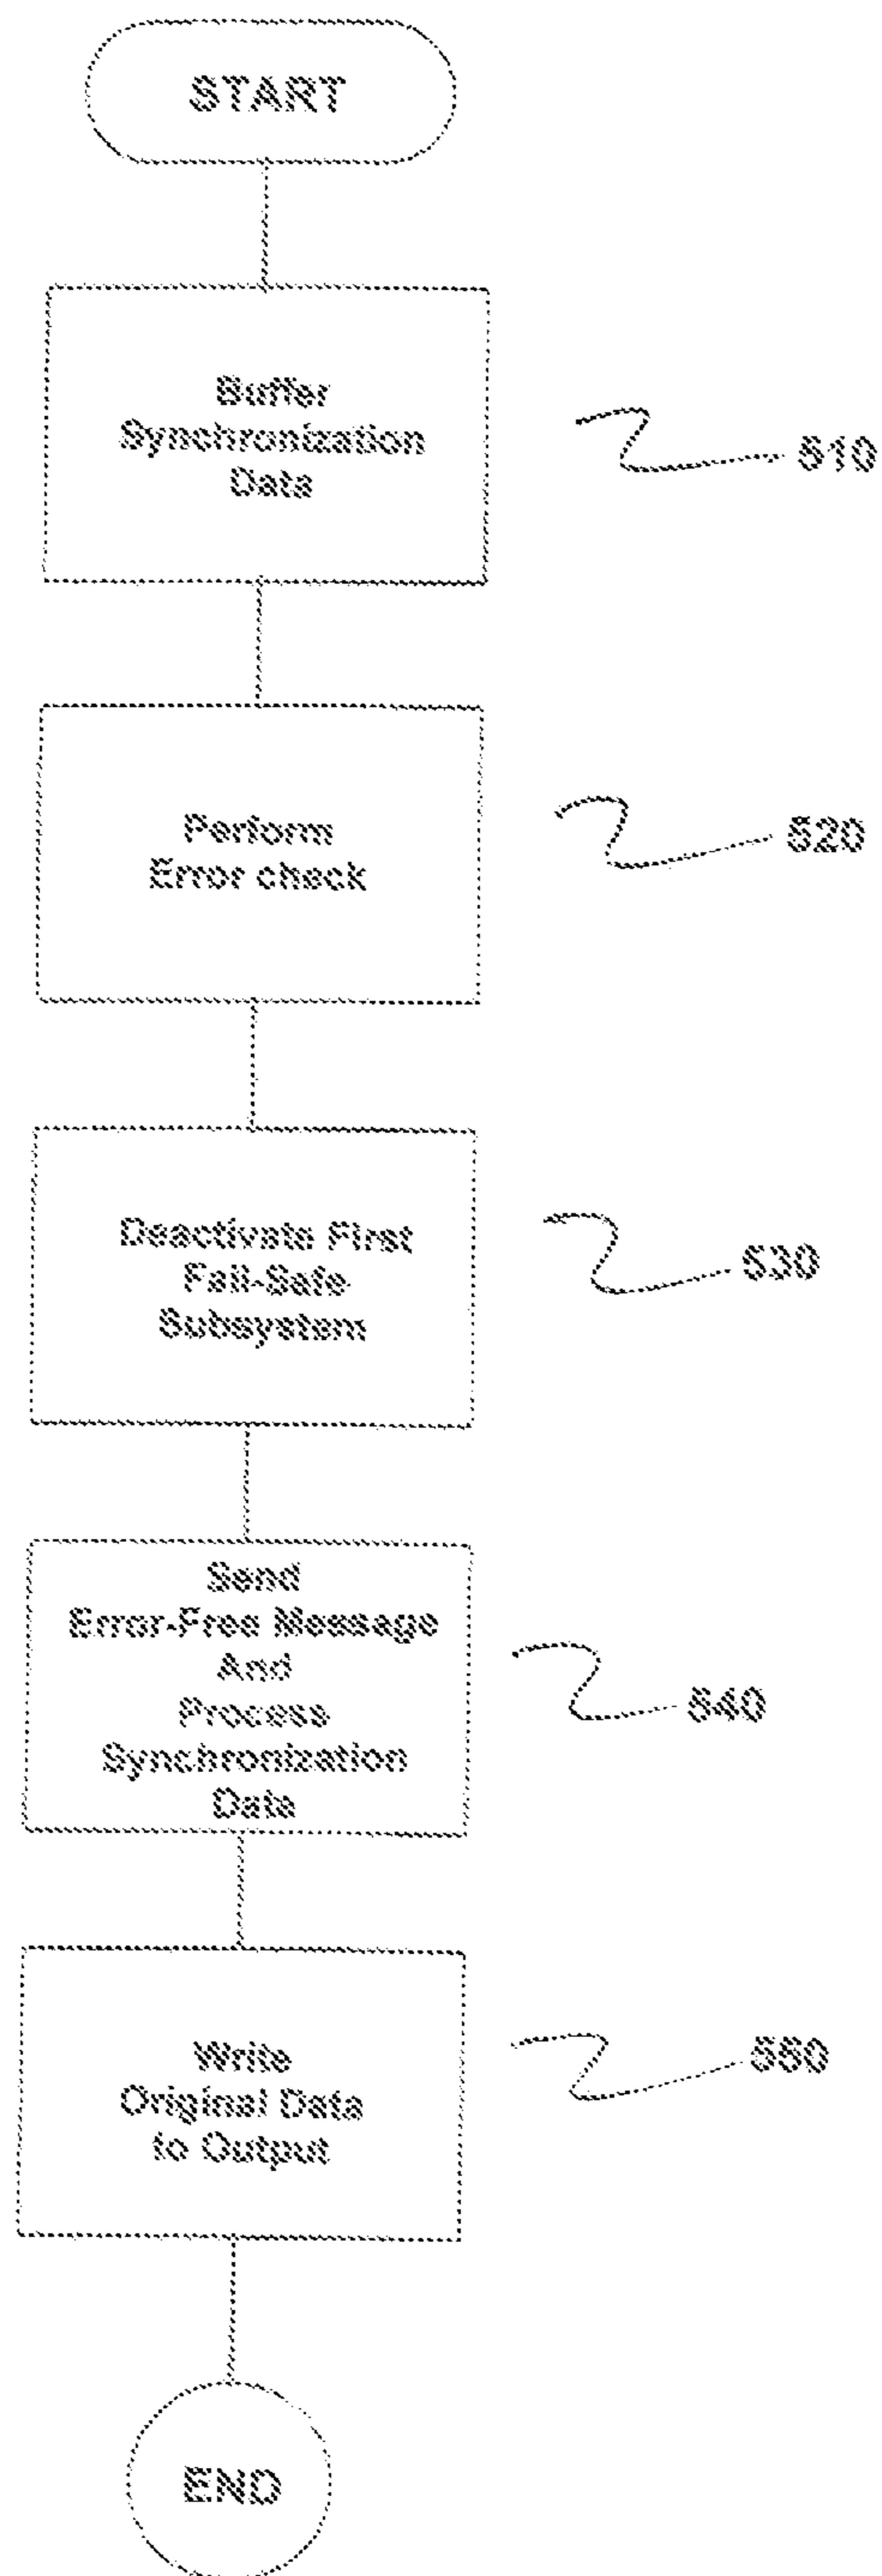 START
Buffer
Synchronization
Data
510
Perform
Error check
520
Deactivate First
Fail-Safe
Subsystem
530
Send
Error-Free Message
And
Process
Synchronization
Data
540
Write
Original Data
to Output
550
END